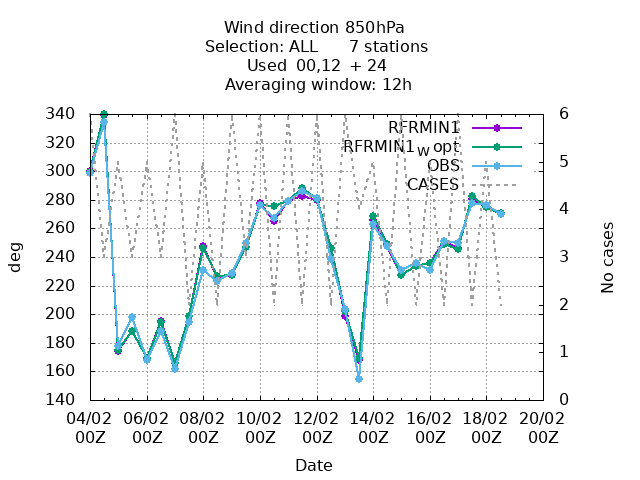 Wind direction 850hPa
Selection: ALL 7 stations
Used 00,12 + 24
Averaging window: 12h
RFRMIN1
RFRMIN1_w opt
OBS
CASES
deg
340
320
300
280
260
240
220
200
180
160
140
No cases
6
5
4
3
2
1
0
04/02 06/02 08/02 10/02 12/02 14/02 16/02 18/02 20/02
00Z 00Z 00Z 00Z 00Z 00Z 00Z 00Z 00Z
Date